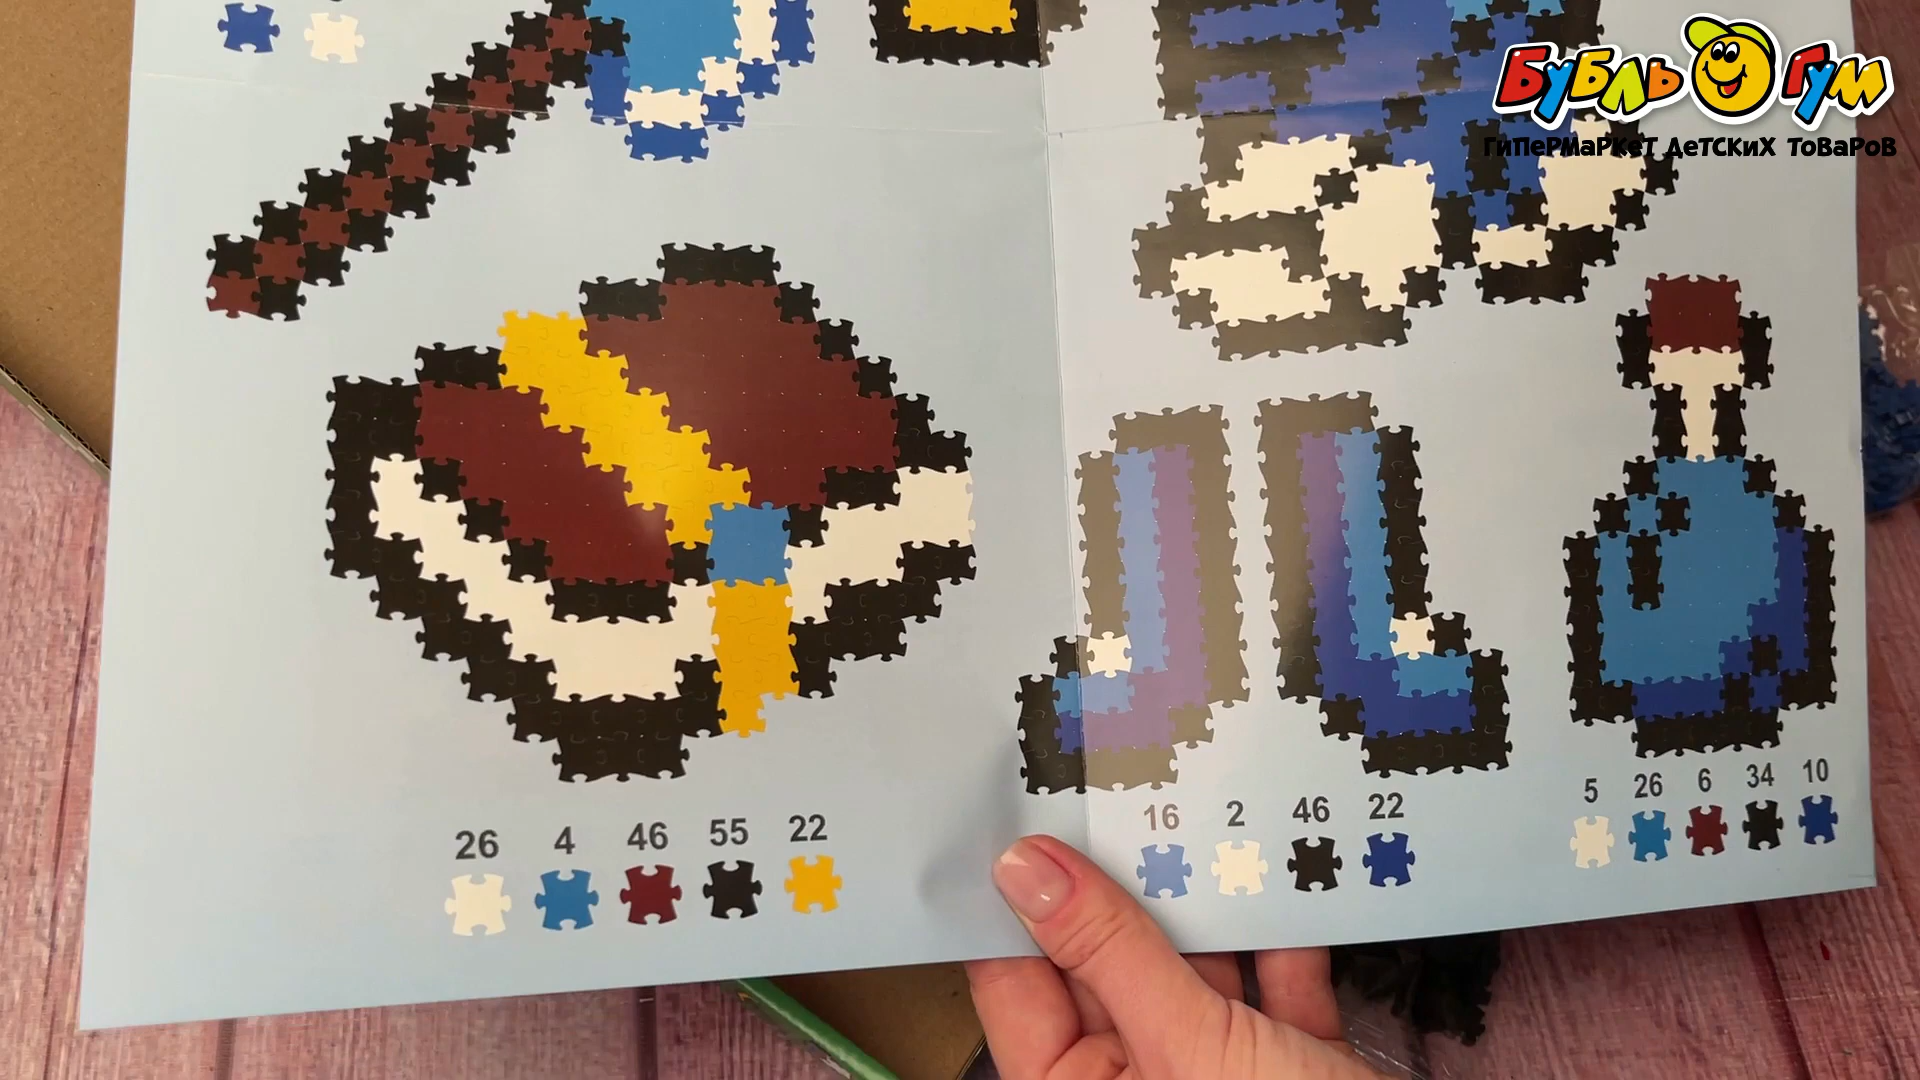 Бубль Гум
Гипермаркет детских товаров
26 4 46 55 22
16 2 46 22
5 26 6 34 10